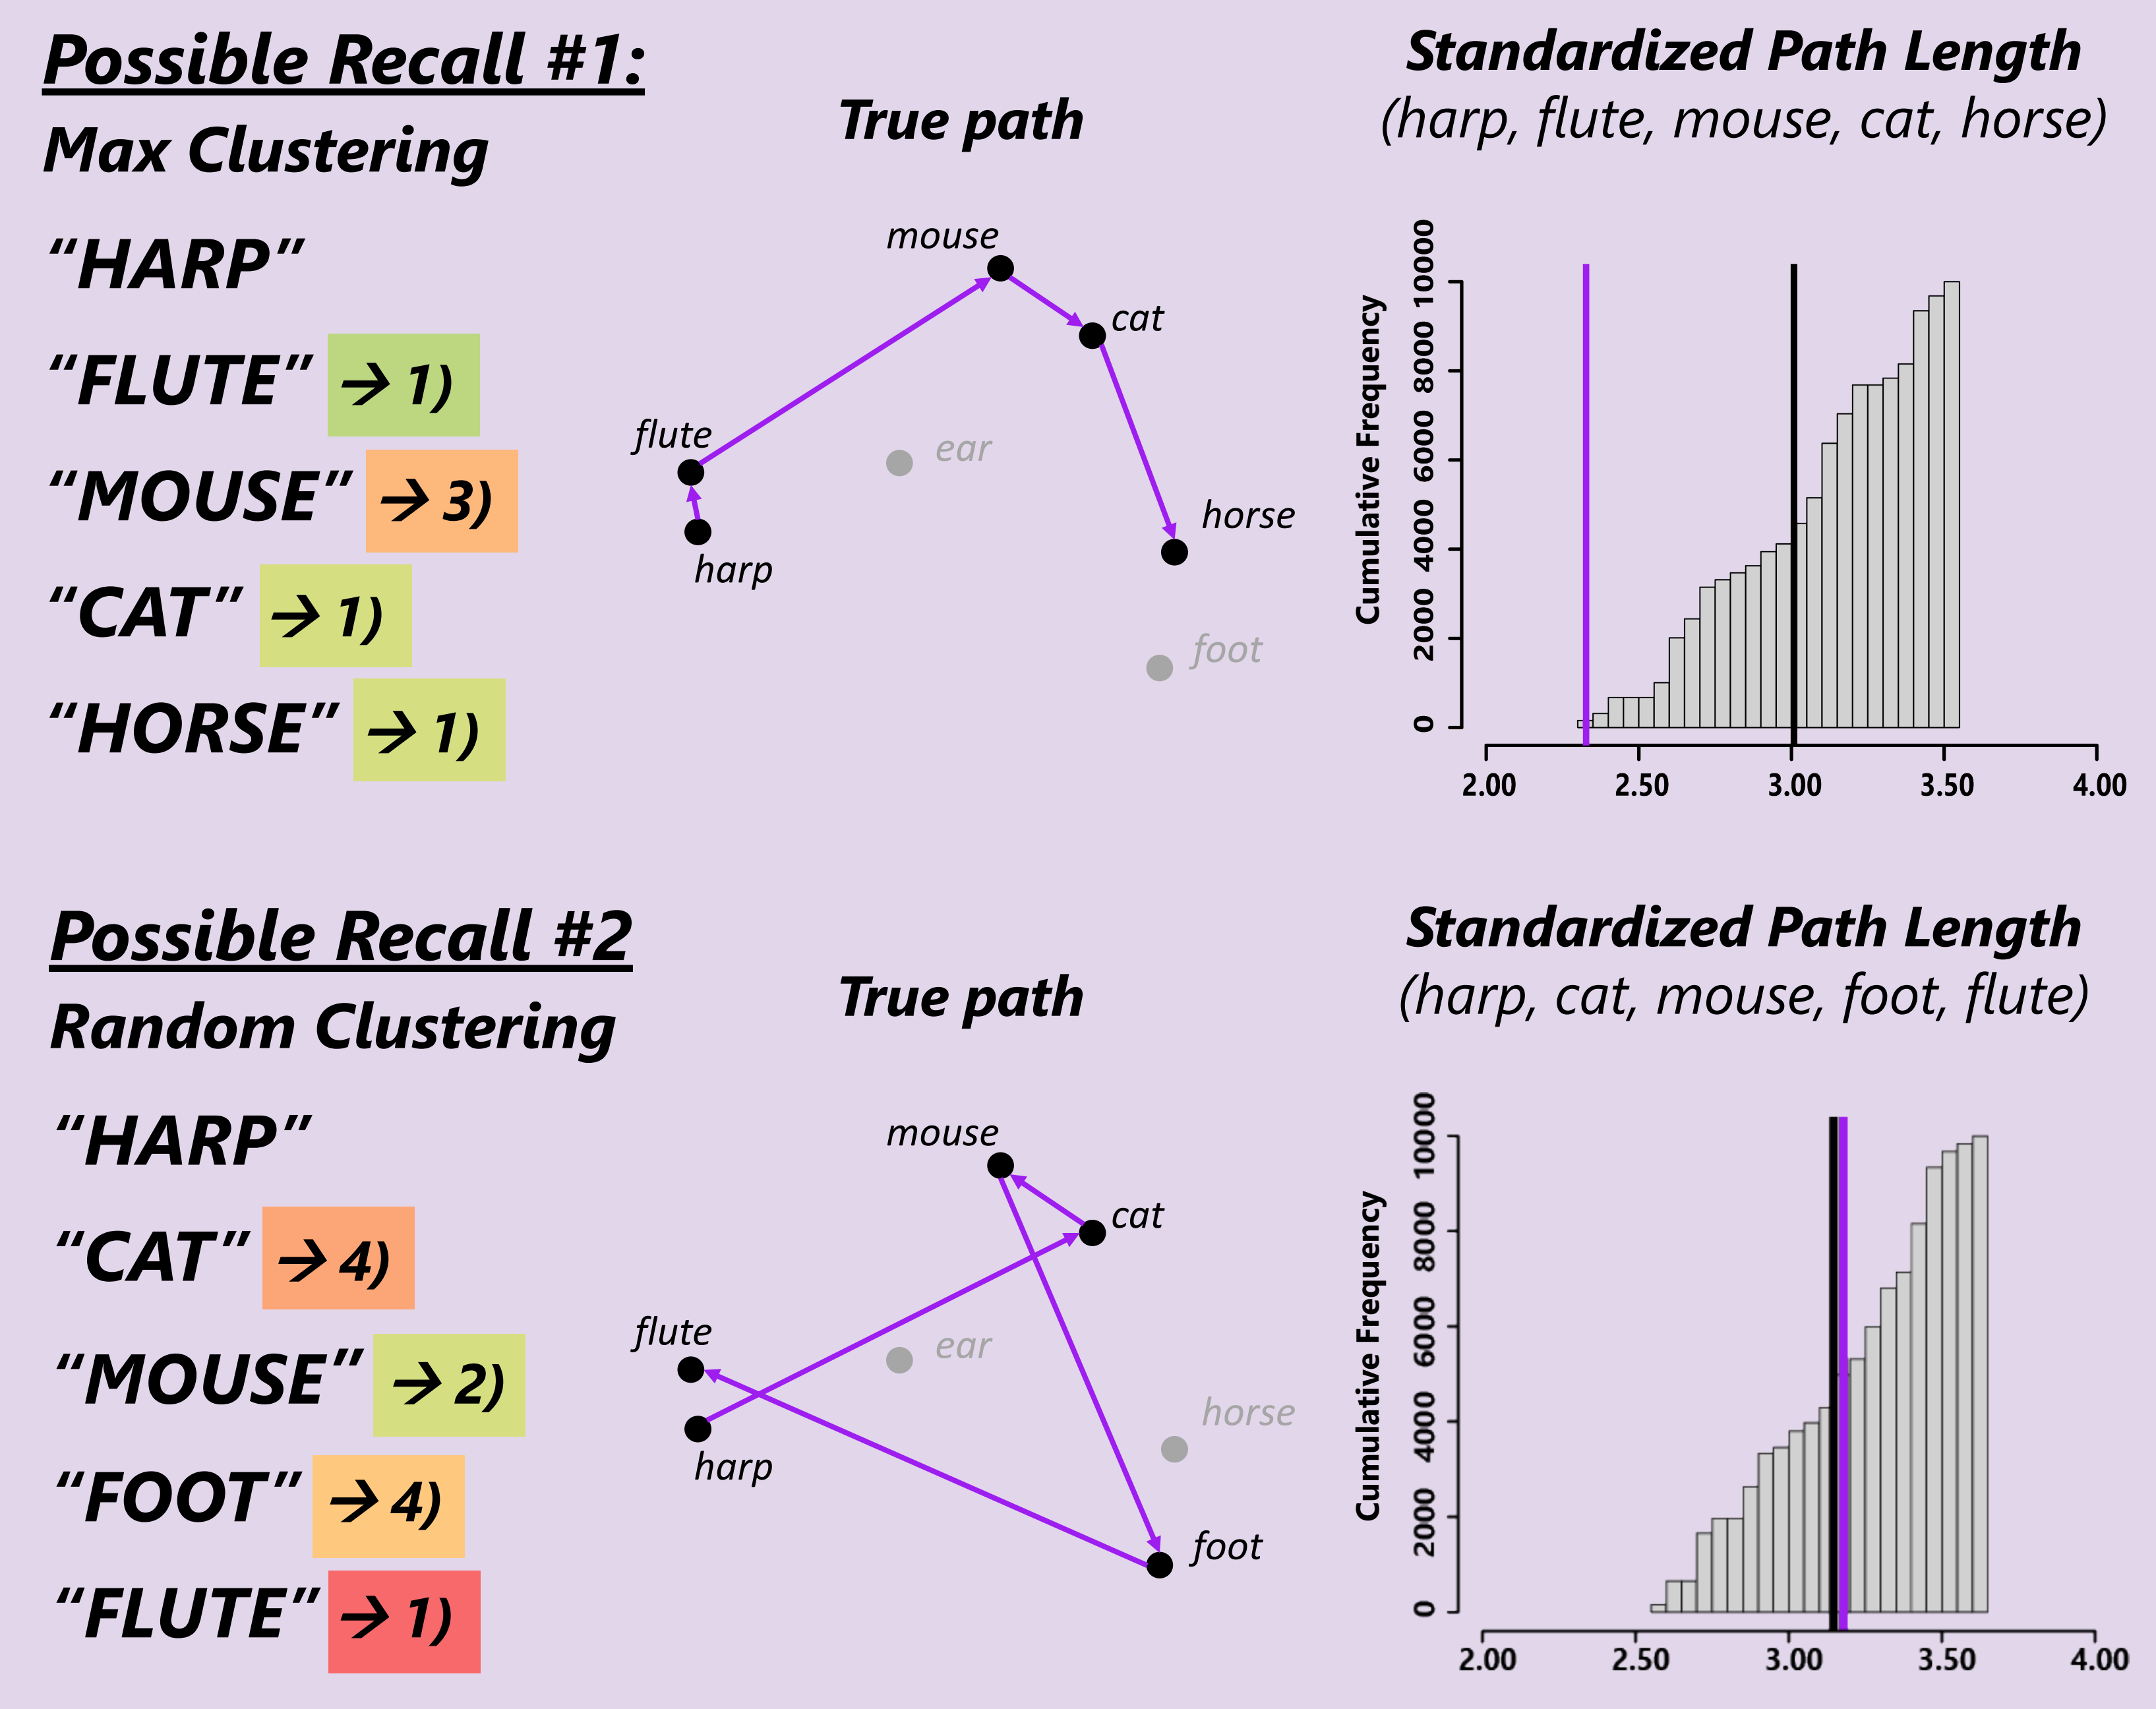 Possible Recall #1:
Max Clustering
“HARP”
“FLUTE” → 1)
“MOUSE” → 3)
“CAT” → 1)
“HORSE” → 1)
True path
mouse
cat
flute
ear
horse
harp
foot
Standardized Path Length
(harp, flute, mouse, cat, horse)
Cumulative Frequency
0 2000 4000 6000 8000 10000
2.00 2.50 3.00 3.50 4.00
Possible Recall #2
Random Clustering
“HARP”
“CAT” → 4)
“MOUSE” → 2)
“FOOT” → 4)
“FLUTE” → 1)
True path
mouse
cat
flute
ear
horse
harp
foot
Standardized Path Length
(harp, cat, mouse, foot, flute)
Cumulative Frequency
0 2000 4000 6000 8000 10000
2.00 2.50 3.00 3.50 4.00